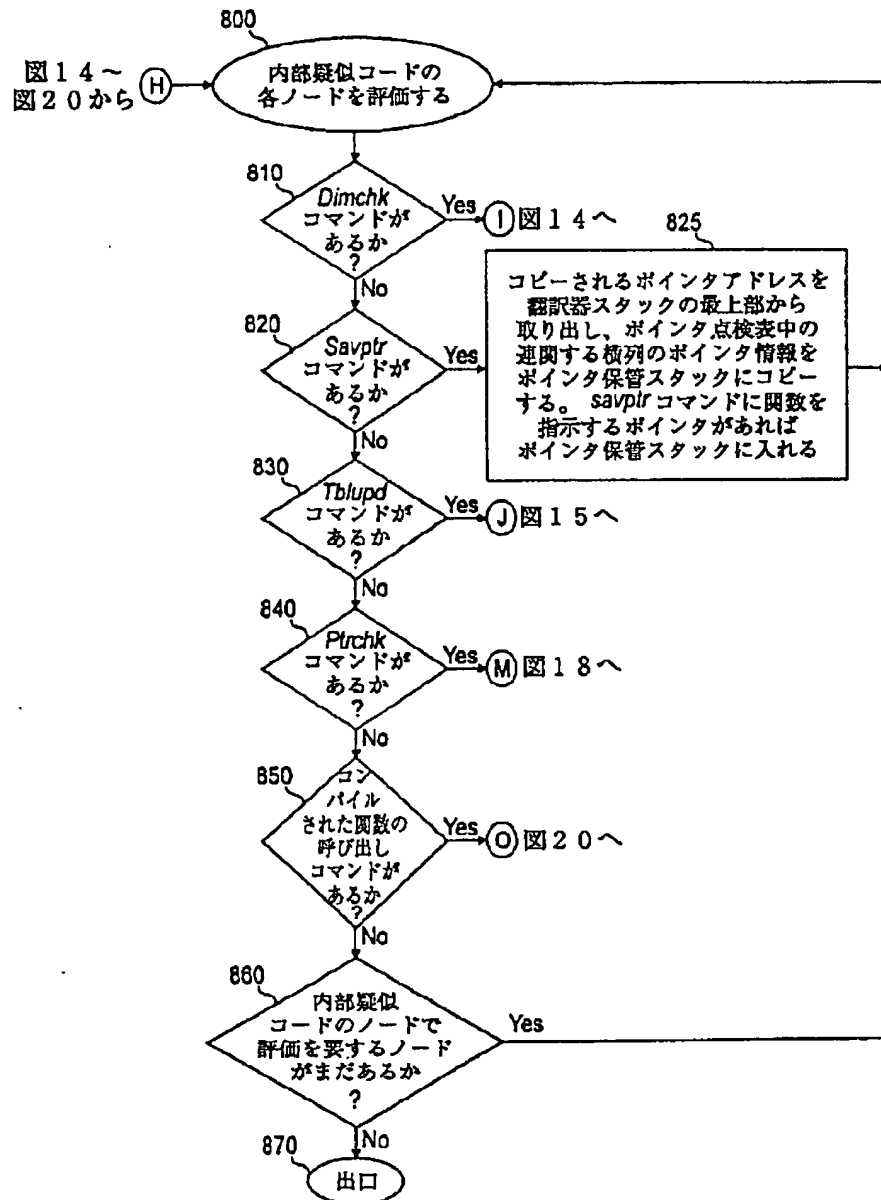 800
図14~
図20から
H
内部疑似コードの
各ノードを評価する
810
Dimchk
コマンドが
あるか
?
Yes
I
図14へ
No
820
Savptr
コマンドが
あるか
?
Yes
825
コピーされるポインタアドレスを
翻訳器スタックの最上部から
取り出し、ポインタ点検表中の
連関する横列のポインタ情報を
ポインタ保管スタックにコピー
する。 savptrコマンドに関数を
指示するポインタがあれば
ポインタ保管スタックに入れる
No
830
Tblupd
コマンドが
あるか
?
Yes
J
図15へ
No
840
Ptrchk
コマンドが
あるか
?
Yes
M
図18へ
No
850
コン
パイル
された関数の
呼び出し
コマンドが
あるか
?
Yes
O
図20へ
No
860
内部疑似
コードのノードで
評価を要するノード
がまだあるか
?
Yes
No
870
出口